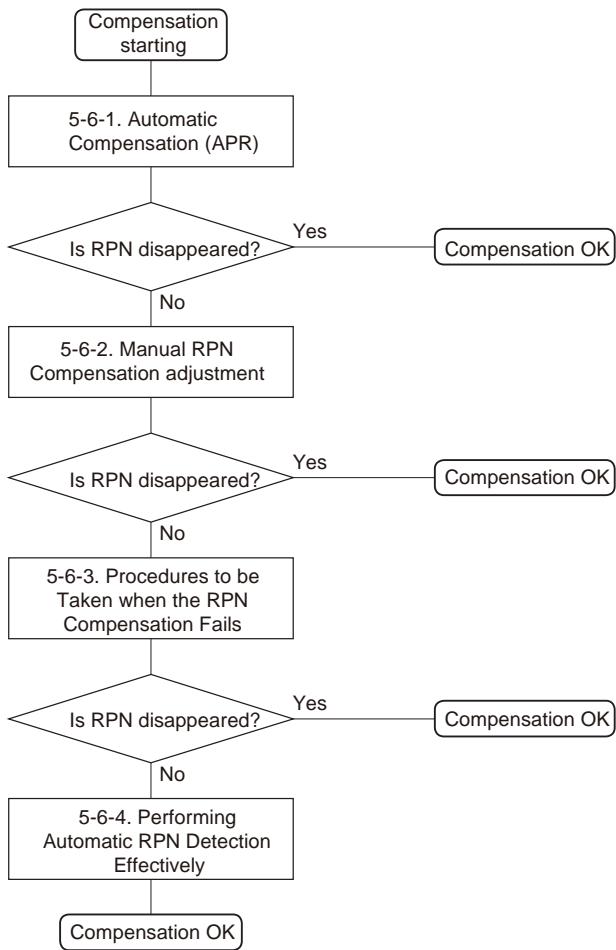 Compensation
starting
5-6-1. Automatic
Compensation (APR)
Is RPN disappeared?
Yes
Compensation OK
No
5-6-2. Manual RPN
Compensation adjustment
Is RPN disappeared?
Yes
Compensation OK
No
5-6-3. Procedures to be
Taken when the RPN
Compensation Fails
Is RPN disappeared?
Yes
Compensation OK
No
5-6-4. Performing
Automatic RPN Detection
Effectively
Compensation OK